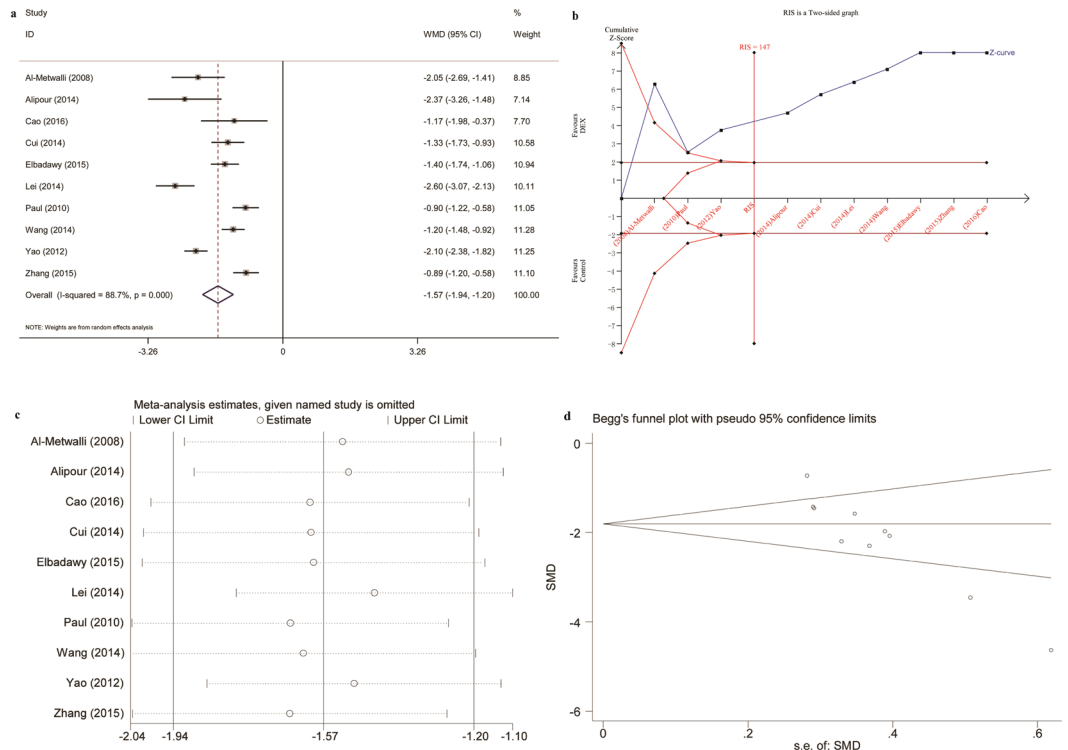 a
Study
%
ID
WMD (95% CI)
Weight
Al-Metwalli (2008)
-2.05 (-2.69, -1.41)
8.85
Alipour (2014)
-2.37 (-3.26, -1.48)
7.14
Cao (2016)
-1.17 (-1.98, -0.37)
7.70
Cui (2014)
-1.33 (-1.73, -0.93)
10.58
Elbadawy (2015)
-1.40 (-1.74, -1.06)
10.94
Lei (2014)
-2.60 (-3.07, -2.13)
10.11
Paul (2010)
-0.90 (-1.22, -0.58)
11.05
Wang (2014)
-1.20 (-1.48, -0.92)
11.28
Yao (2012)
-2.10 (-2.38, -1.82)
11.25
Zhang (2015)
-0.89 (-1.20, -0.58)
11.10
Overall (I-squared = 88.7%, p = 0.000)
-1.57 (-1.94, -1.20)
100.00
NOTE: Weights are from random effects analysis
-3.26
0
3.26
b
RIS is a Two-sided graph
Cumulative
Z-Score
RIS = 147
Z-curve
8
7
6
5
4
3
2
1
-1
-2
-3
-4
-5
-6
-7
-8
Favours
DEX
Favours
Control
(2008)Al-Metwalli
(2010)Paul
(2012)Yao
RIS
(2014)Alipour
(2014)Cui
(2014)Lei
(2014)Wang
(2015)Elbadawy
(2015)Zhang
(2016)Cao
c
Meta-analysis estimates, given named study is omitted
Lower CI Limit
Estimate
Upper CI Limit
Al-Metwalli (2008)
Alipour (2014)
Cao (2016)
Cui (2014)
Elbadawy (2015)
Lei (2014)
Paul (2010)
Wang (2014)
Yao (2012)
Zhang (2015)
-2.04
-1.94
-1.57
-1.20
-1.10
d
Begg's funnel plot with pseudo 95% confidence limits
SMD
0
-2
-4
-6
0
.2
.4
.6
s.e. of: SMD